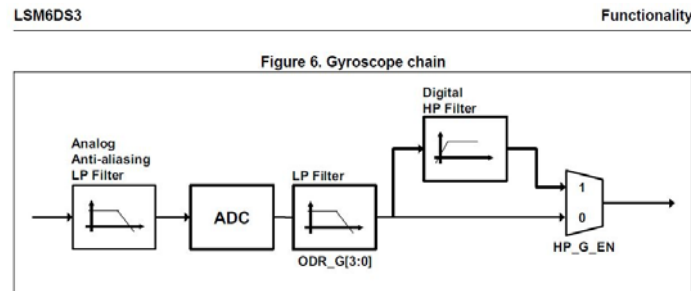 LSM6DS3 Functionality
Figure 6. Gyroscope chain
Digital
HP Filter
Analog
Anti-aliasing
LP Filter
LP Filter
ADC
1
0
ODR_G[3:0]
HP_G_EN